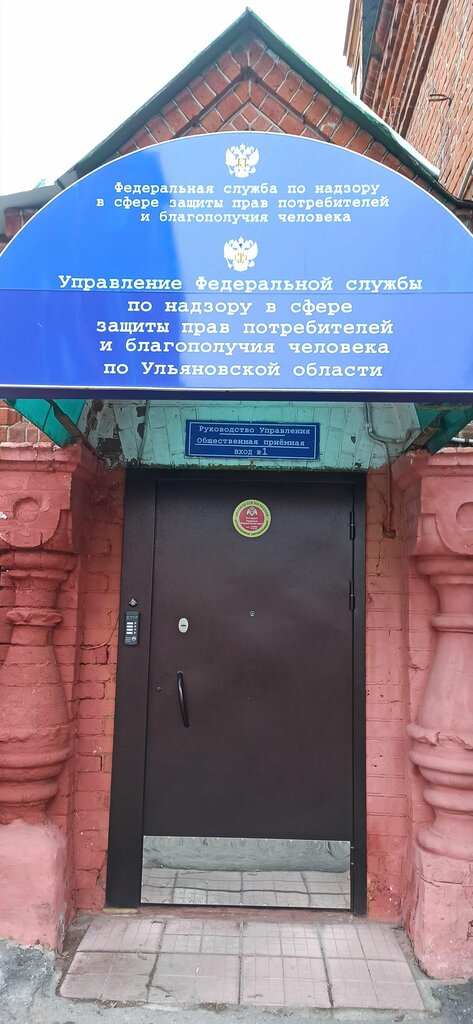 Федеральная служба по надзору
в сфере защиты прав потребителей
и благополучия человека
Управление Федеральной службы
по надзору в сфере
защиты прав потребителей
и благополучия человека
по Ульяновской области
Руководство Управления
Общественная приёмная
вход №1